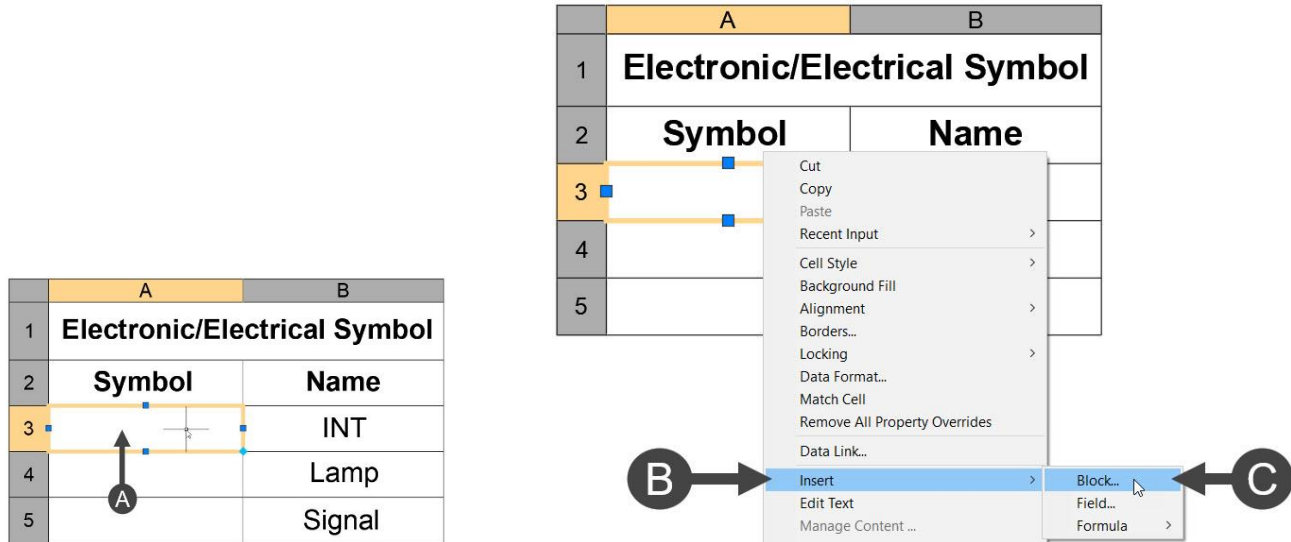 A B
1 Electronic/Electrical Symbol
2 Symbol Name
3 INT
4 Lamp
5 Signal
A
A B
1 Electronic/Electrical Symbol
2 Symbol Name
3
4
5
Cut
Copy
Paste
Recent Input >
Cell Style >
Background Fill
Alignment >
Borders...
Locking >
Data Format...
Match Cell
Remove All Property Overrides
Data Link...
B Insert > Block... C
Edit Text Field...
Manage Content ... Formula >